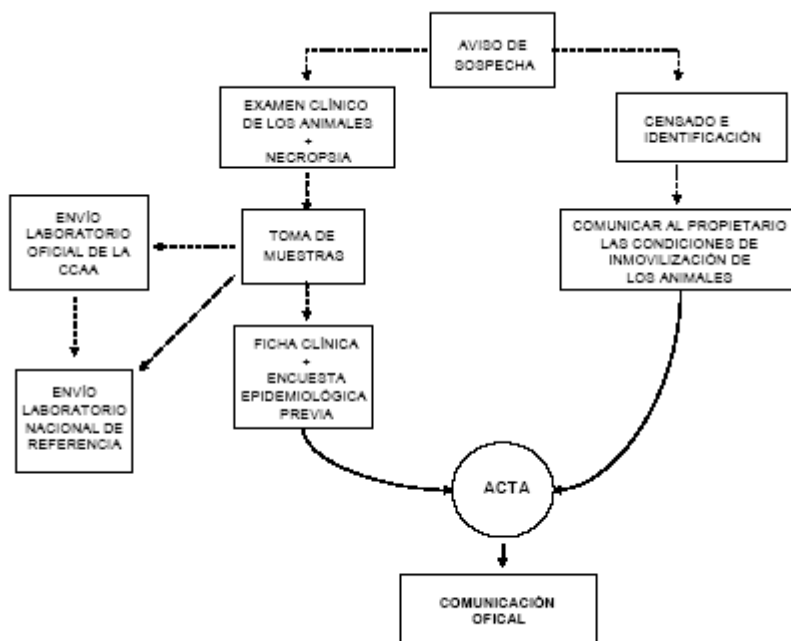 AVISO DE
SOSPECHA
EXAMEN CLÍNICO
DE LOS ANIMALES
+
NECROPSIA
CENSADO E
IDENTIFICACIÓN
ENVÍO
LABORATORIO
OFICIAL DE LA
CCAA
TOMA DE
MUESTRAS
COMUNICAR AL PROPIETARIO
LAS CONDICIONES DE
INMOVILIZACIÓN DE
LOS ANIMALES
FICHA CLÍNICA
+
ENCUESTA
EPIDEMIOLÓGICA
PREVIA
ENVÍO
LABORATORIO
NACIONAL DE
REFERENCIA
ACTA
COMUNICACIÓN
OFICAL